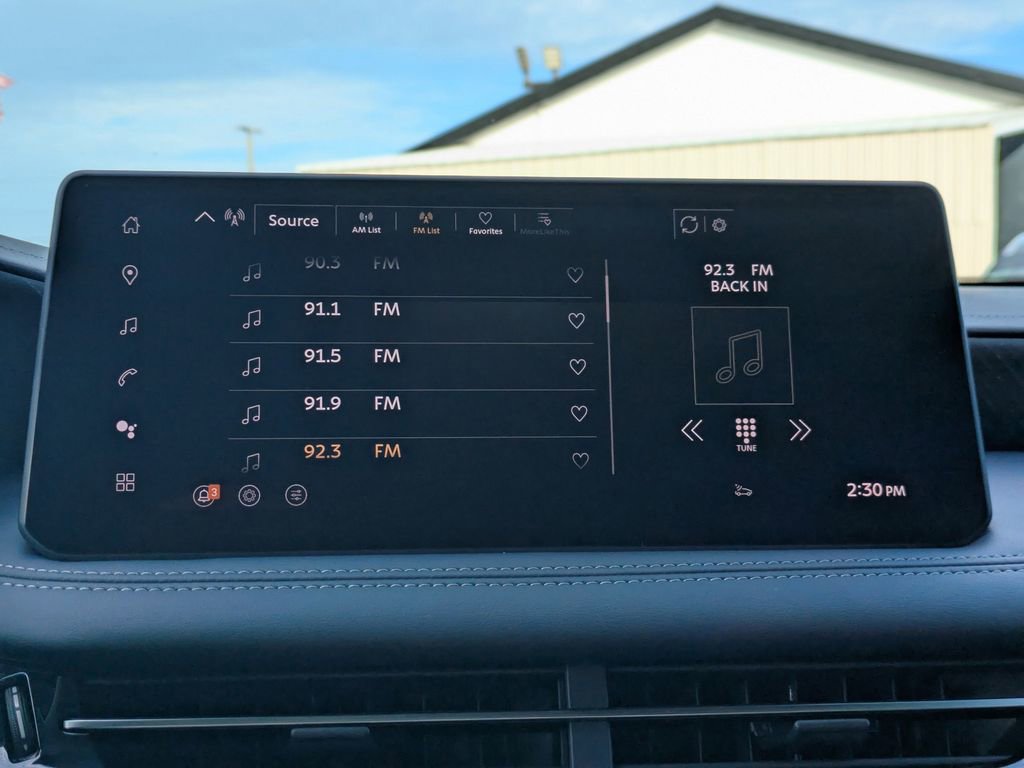 Source
AM List
FM List
Favorites
MoreLikeThis
90.3 FM
91.1 FM
91.5 FM
91.9 FM
92.3 FM
92.3 FM
BACK IN
TUNE
3
2:30 PM